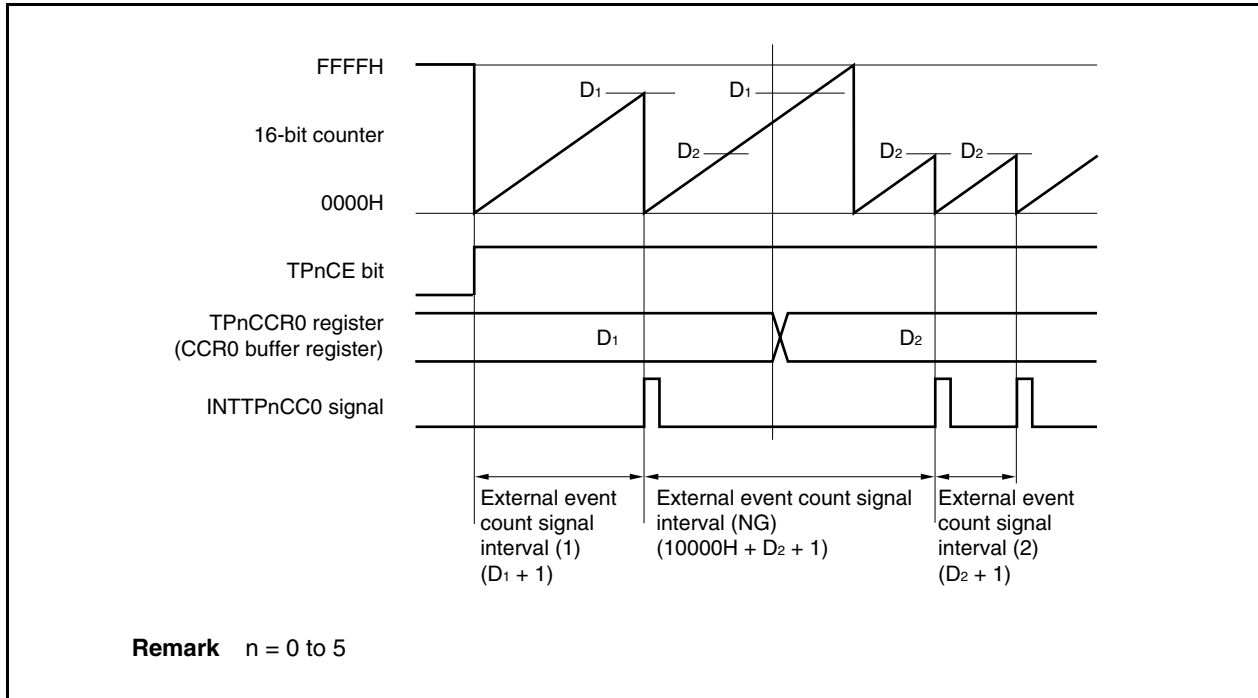 FFFFH
D1
D1
16-bit counter
D2
D2
D2
0000H
TPnCE bit
TPnCCR0 register
(CCR0 buffer register)
D1
D2
INTTPnCC0 signal
External event
count signal
interval (1)
(D1 + 1)
External event count signal
interval (NG)
(10000H + D2 + 1)
External event
count signal
interval (2)
(D2 + 1)
Remark n = 0 to 5